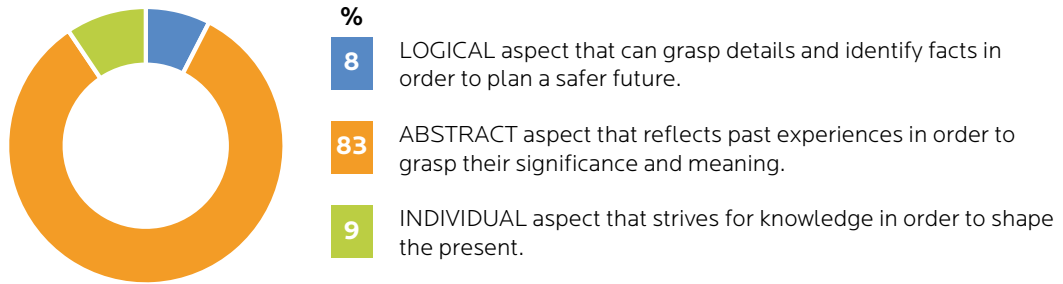 %
8
LOGICAL aspect that can grasp details and identify facts in
order to plan a safer future.
83
ABSTRACT aspect that reflects past experiences in order to
grasp their significance and meaning.
9
INDIVIDUAL aspect that strives for knowledge in order to shape
the present.